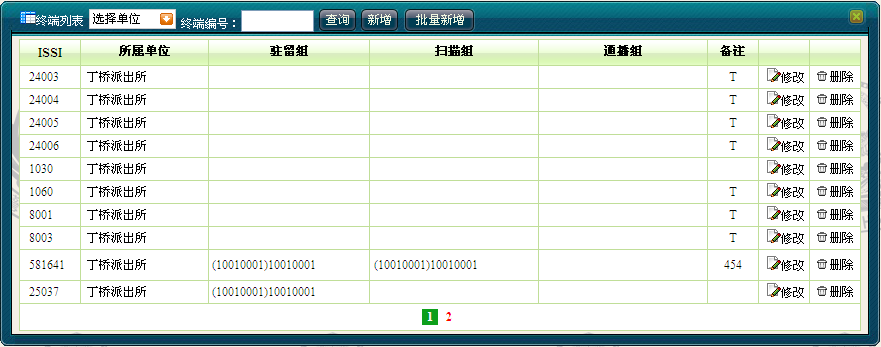 终端列表 选择单位 终端编号： 查询 新增 批量新增
ISSI 所属单位 驻留组 扫描组 通播组 备注
24003 丁桥派出所 T 修改 删除
24004 丁桥派出所 T 修改 删除
24005 丁桥派出所 T 修改 删除
24006 丁桥派出所 T 修改 删除
1030 丁桥派出所 修改 删除
1060 丁桥派出所 T 修改 删除
8001 丁桥派出所 T 修改 删除
8003 丁桥派出所 T 修改 删除
581641 丁桥派出所 (10010001)10010001 (10010001)10010001 454 修改 删除
25037 丁桥派出所 (10010001)10010001 修改 删除
1 2